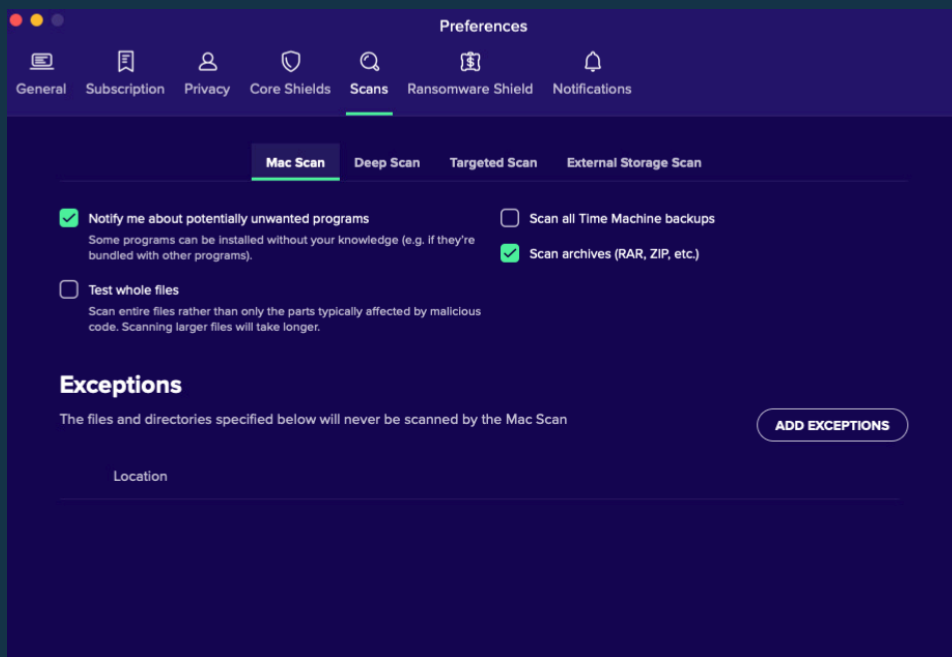 Preferences
General
Subscription
Privacy
Core Shields
Scans
Ransomware Shield
Notifications
Mac Scan
Deep Scan
Targeted Scan
External Storage Scan
Notify me about potentially unwanted programs
Some programs can be installed without your knowledge (e.g. if they're
bundled with other programs).
Test whole files
Scan entire files rather than only the parts typically affected by malicious
code. Scanning larger files will take longer.
Scan all Time Machine backups
Scan archives (RAR, ZIP, etc.)
Exceptions
The files and directories specified below will never be scanned by the Mac Scan
ADD EXCEPTIONS
Location